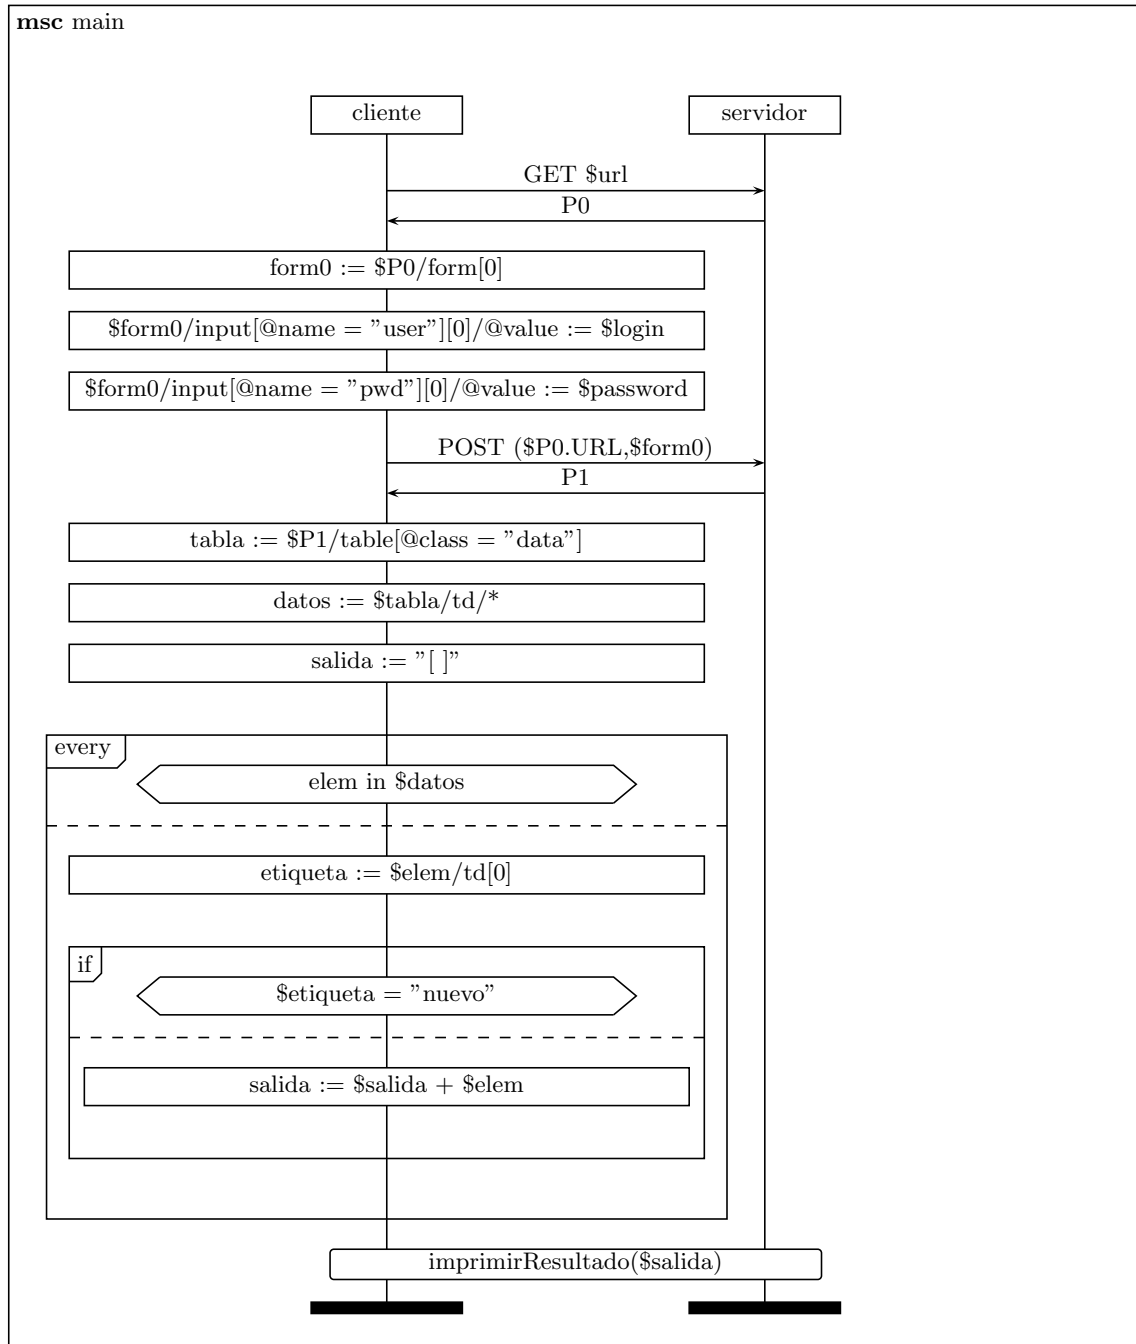 msc main
cliente
servidor
GET $url
P0
form0 := $P0/form[0]
$form0/input[@name = ”user”][0]/@value := $login
$form0/input[@name = ”pwd”][0]/@value := $password
POST ($P0.URL,$form0)
P1
tabla := $P1/table[@class = ”data”]
datos := $tabla/td/*
salida := ”[ ]”
every
elem in $datos
etiqueta := $elem/td[0]
if
$etiqueta = ”nuevo”
salida := $salida + $elem
imprimirResultado($salida)